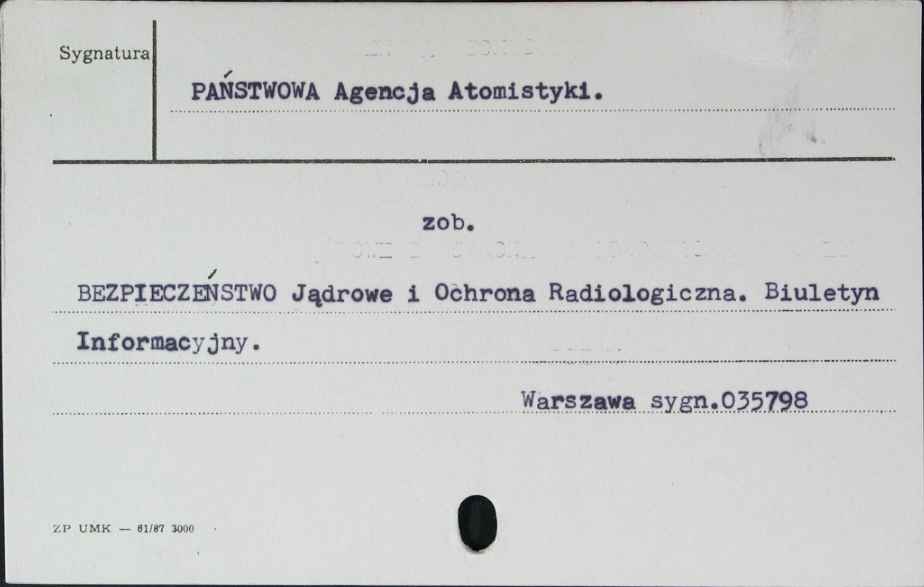 Sygnatura
PAŃSTWOWA Agencja Atomistyki.
zob.
BEZPIECZEŃSTWO Jądrowe i Ochrona Radiologiczna. Biuletyn
Informacyjny.
Warszawa sygn.035798
ZP UMK — 61/87 3000